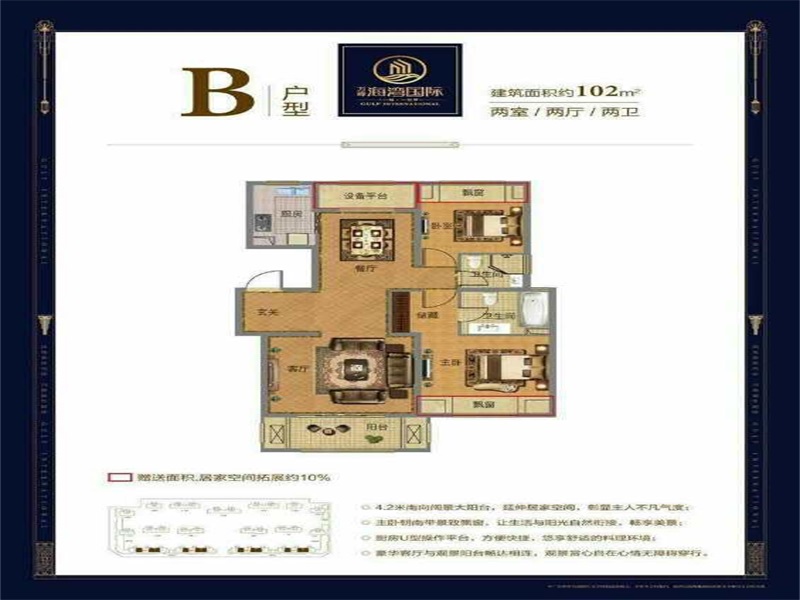 B 户型
海湾国际
GULF INTERNATIONAL
建筑面积约102m²
两室/两厅/两卫
厨房
设备平台
飘窗
卧室
餐厅
卫生间
玄关
储藏
卫生间
客厅
主卧
飘窗
阳台
赠送面积,居家空间拓展约10%
4.2米南向阔景大阳台，延伸居家空间，彰显主人不凡气度；
主卧朝南半景致飘窗，让生活与阳光自然衔接，畅享美景；
厨房U型操作平台，方便快捷，悠享舒适的料理环境；
豪华客厅与观景阳台畅达相连，观景赏心自在心情无障碍穿行。
GULF INTERNATIONAL
GULF INTERNATIONAL